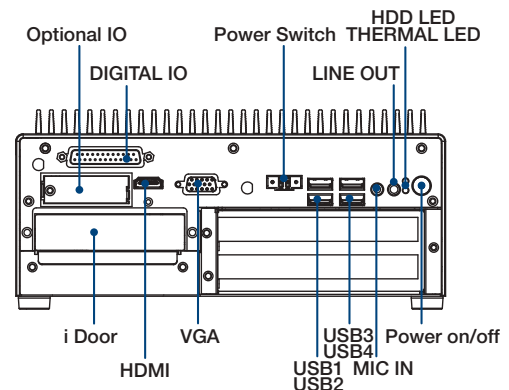 HDD LED
Optional IO
Power Switch
THERMAL LED
DIGITAL IO
LINE OUT
i Door
VGA
USB3
Power on/off
USB4
HDMI
USB1
MIC IN
USB2